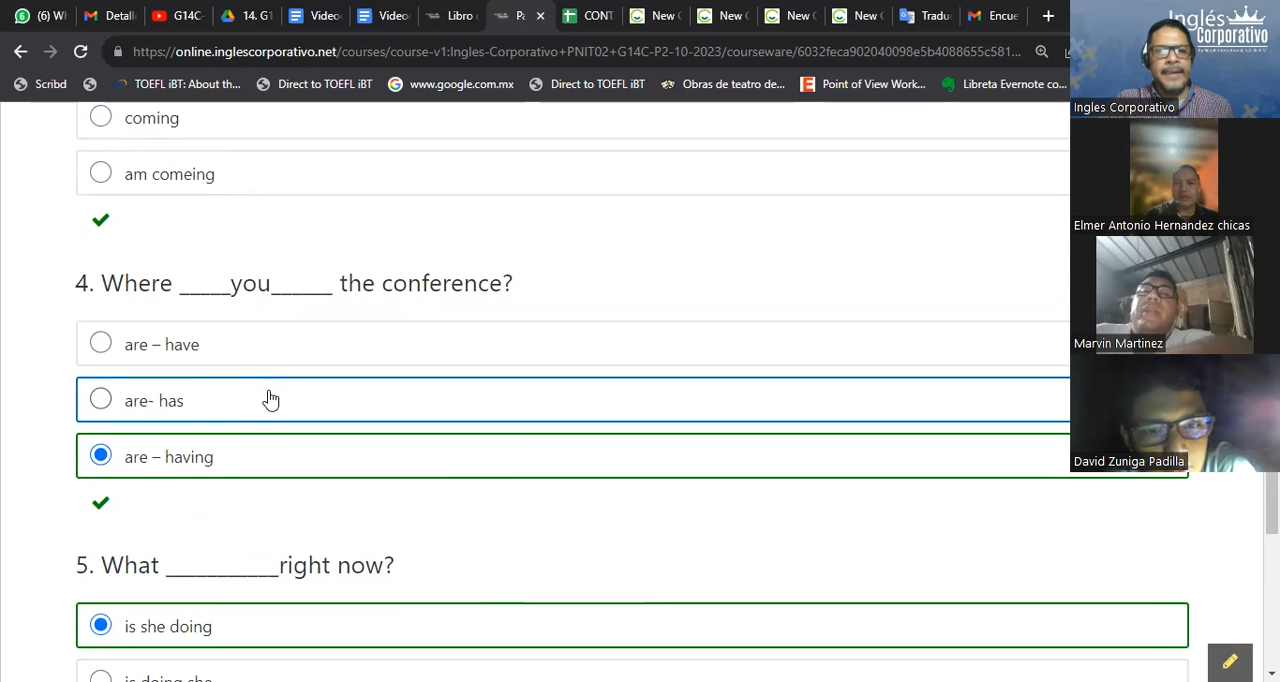 (6) W
Detall
G14C-
14. G1
Video
Video
Libro
Pa
CONT
New C
New C
New C
New C
Tradu
Encue
https://online.inglescorporativo.net/courses/course-v1:Ingles-Corporativo+PNIT02+G14C-P2-10-2023/courseware/6032feca902040098e5b4088655c581...
Scribd
TOEFL iBT: About th...
Direct to TOEFL iBT
www.google.com.mx
Direct to TOEFL iBT
Obras de teatro de...
Point of View Work...
Libreta Evernote co...
Inglés
Corporativo
Ingles Corporativo
Elmer Antonio Hernandez chicas
Marvin Martinez
David Zuniga Padilla
coming
am comeing
4. Where _____you______ the conference?
are – have
are- has
are – having
5. What ___________right now?
is she doing
is doing she